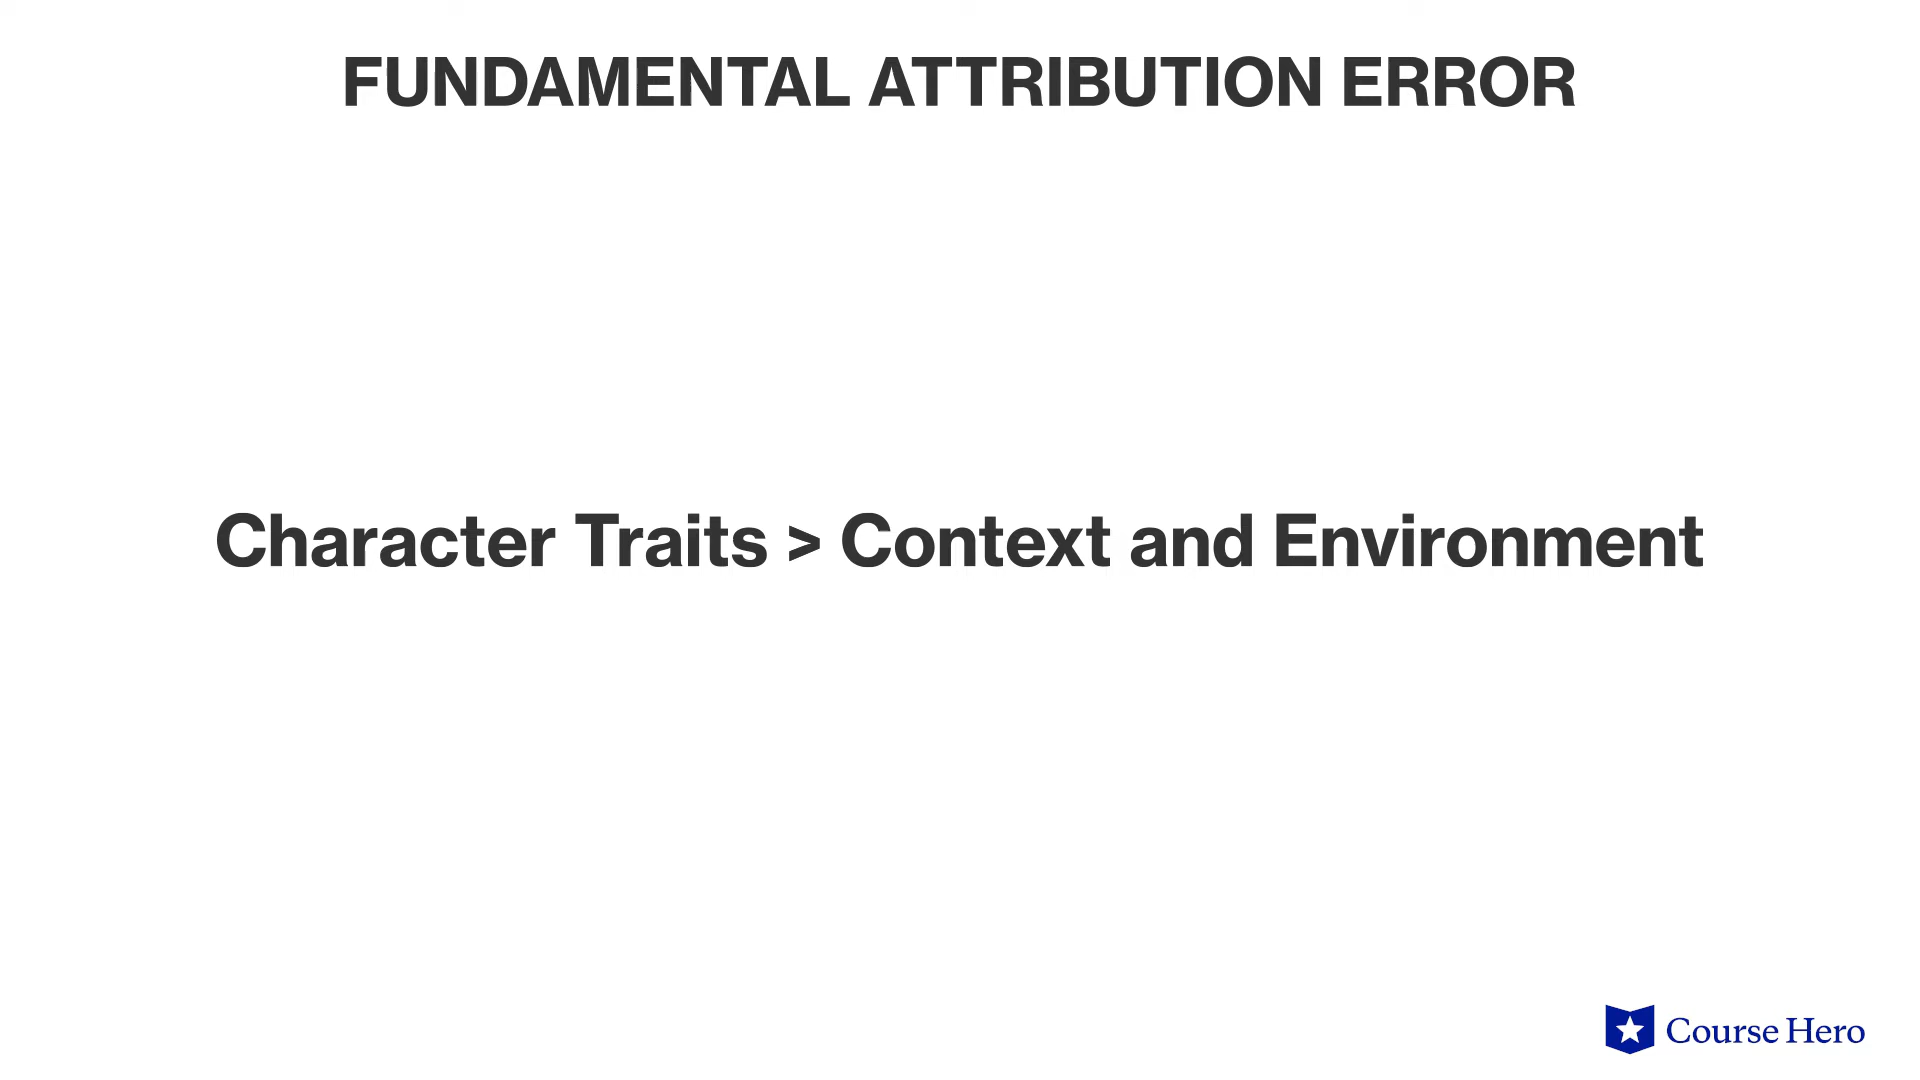 FUNDAMENTAL ATTRIBUTION ERROR
Character Traits > Context and Environment
Course Hero